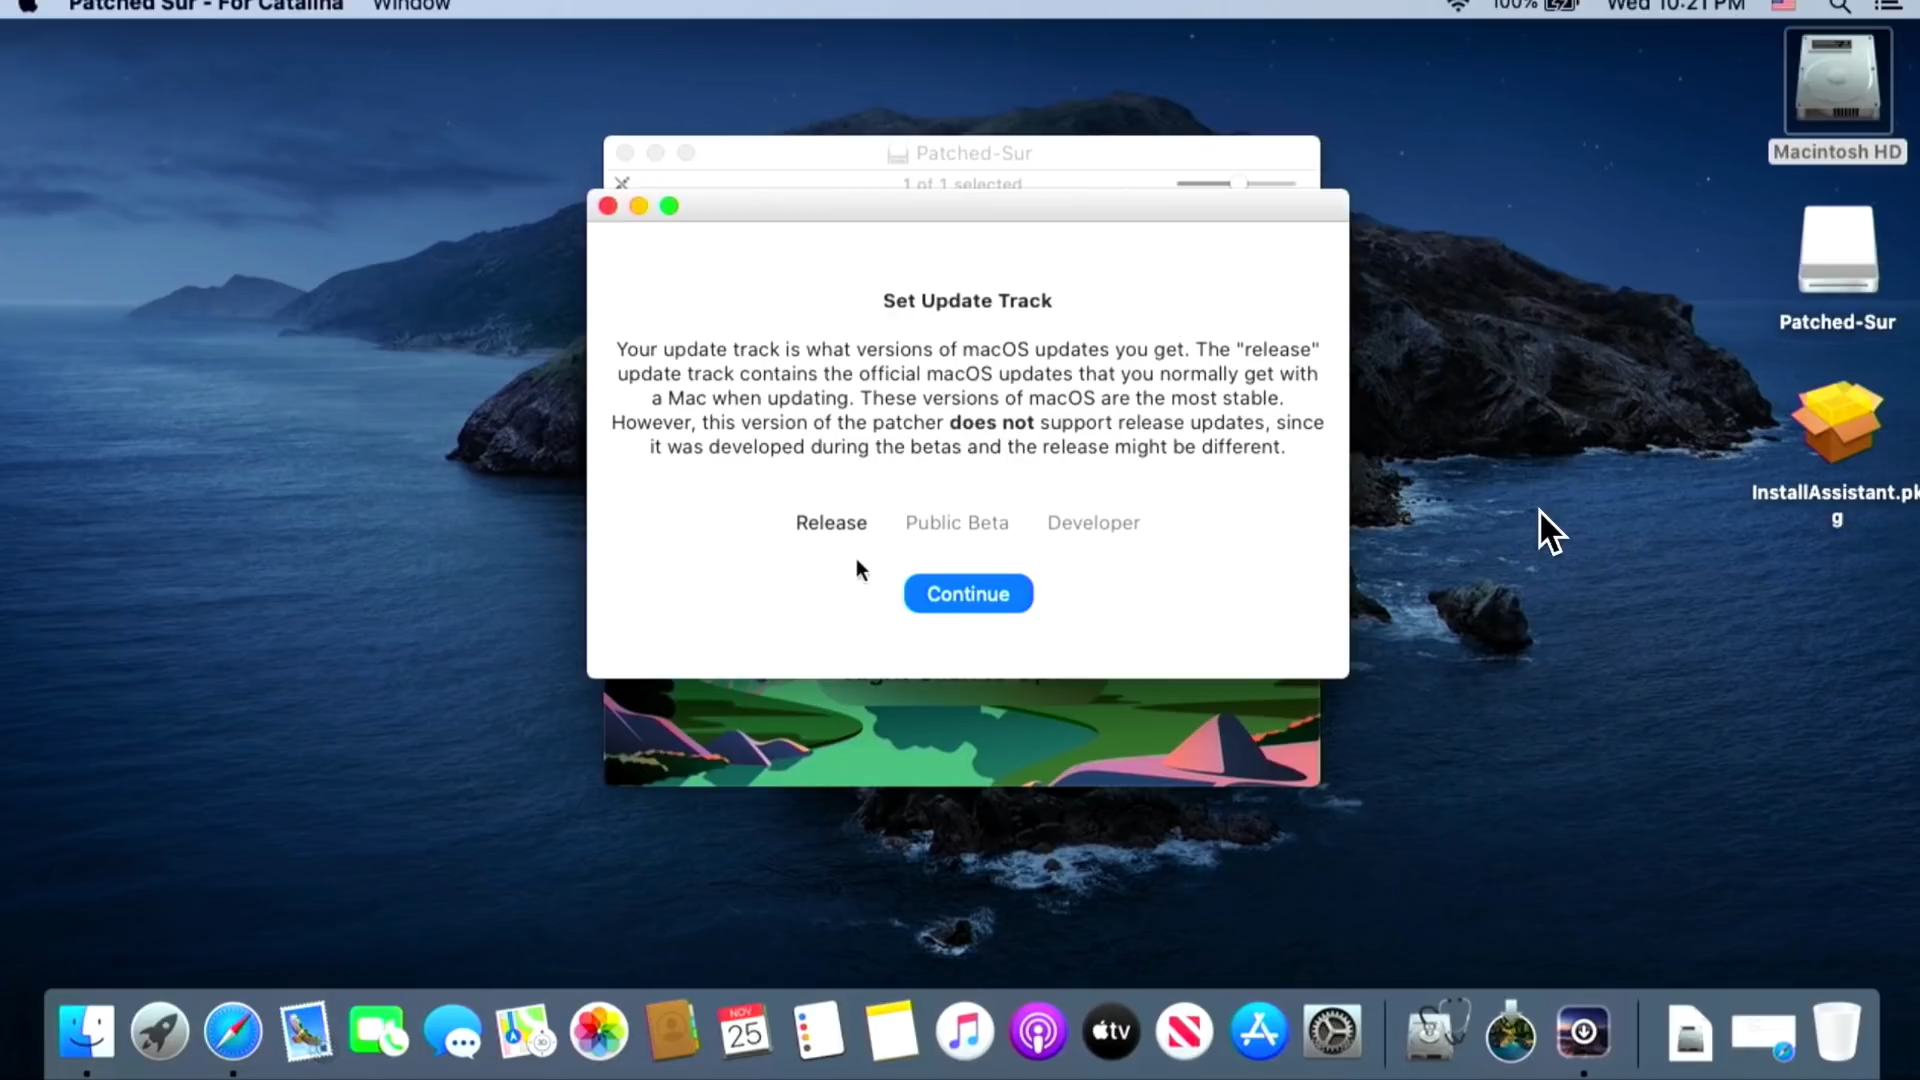 Patched Sur - For Catalina Window
100% Wed 10:21 PM
Macintosh HD
Patched-Sur
InstallAssistant.pk
g
Patched-Sur
1 of 1 selected
Set Update Track
Your update track is what versions of macOS updates you get. The "release"
update track contains the official macOS updates that you normally get with
a Mac when updating. These versions of macOS are the most stable.
However, this version of the patcher does not support release updates, since
it was developed during the betas and the release might be different.
Release Public Beta Developer
Continue
NOV
25
tv